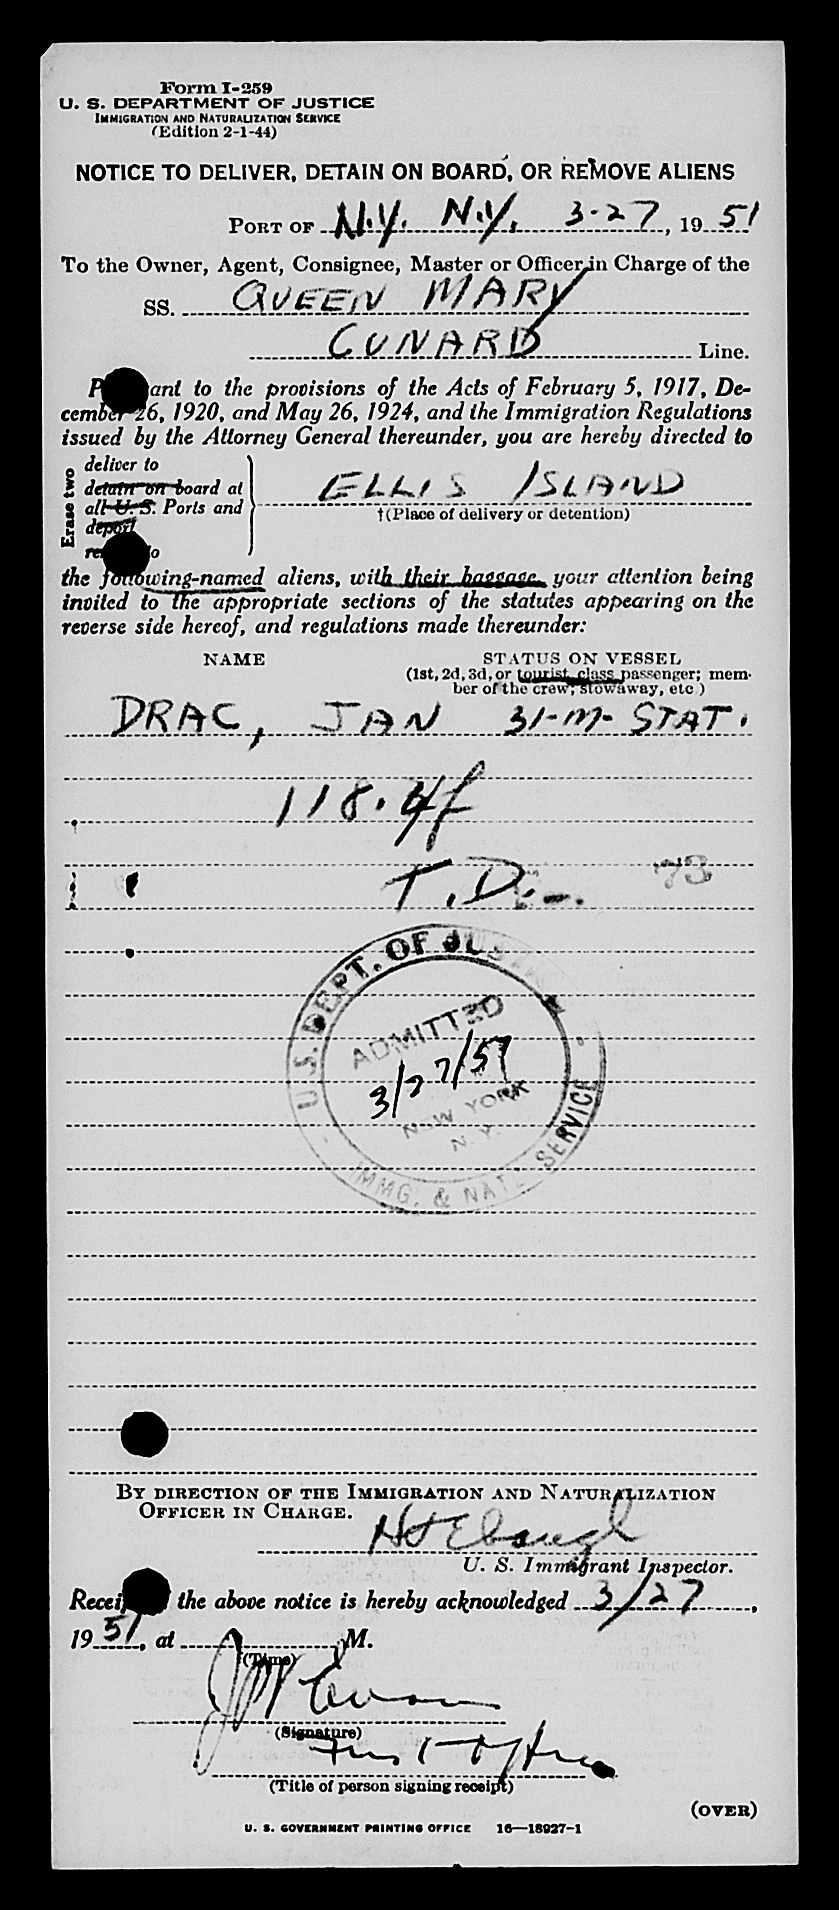 Form I-259
U. S. DEPARTMENT OF JUSTICE
IMMIGRATION AND NATURALIZATION SERVICE
(Edition 2-1-44)
NOTICE TO DELIVER, DETAIN ON BOARD, OR REMOVE ALIENS
PORT OF N.Y. N.Y. 3-27, 1951
To the Owner, Agent, Consignee, Master or Officer in Charge of the
SS. QUEEN MARY
CUNARD Line.
ant to the provisions of the Acts of February 5, 1917, De-
cember 26, 1920, and May 26, 1924, and the Immigration Regulations
issued by the Attorney General thereunder, you are hereby directed to
Erase two
deliver to
detain on board at
all U. S. Ports and
deport
to
ELLIS ISLAND
†(Place of delivery or detention)
the following-named aliens, with their baggage, your attention being
invited to the appropriate sections of the statutes appearing on the
reverse side hereof, and regulations made thereunder:
NAME STATUS ON VESSEL
(1st, 2d, 3d, or tourist class passenger; mem-
ber of the crew, stowaway, etc.)
DRAC, JAN 31-M- STAT.
118.4f
T.D. 73
U.S. DEPT. OF JUSTICE
ADMITTED
3/27/51
NEW YORK
N. Y.
IMMG. & NATZ. SERVICE
BY DIRECTION OF THE IMMIGRATION AND NATURALIZATION
OFFICER IN CHARGE.
U. S. Immigrant Inspector.
the above notice is hereby acknowledged 3/27,
1951, at M.
(Time)
(Signature)
(Title of person signing receipt)
(OVER)
U. S. GOVERNMENT PRINTING OFFICE 16—18927-1